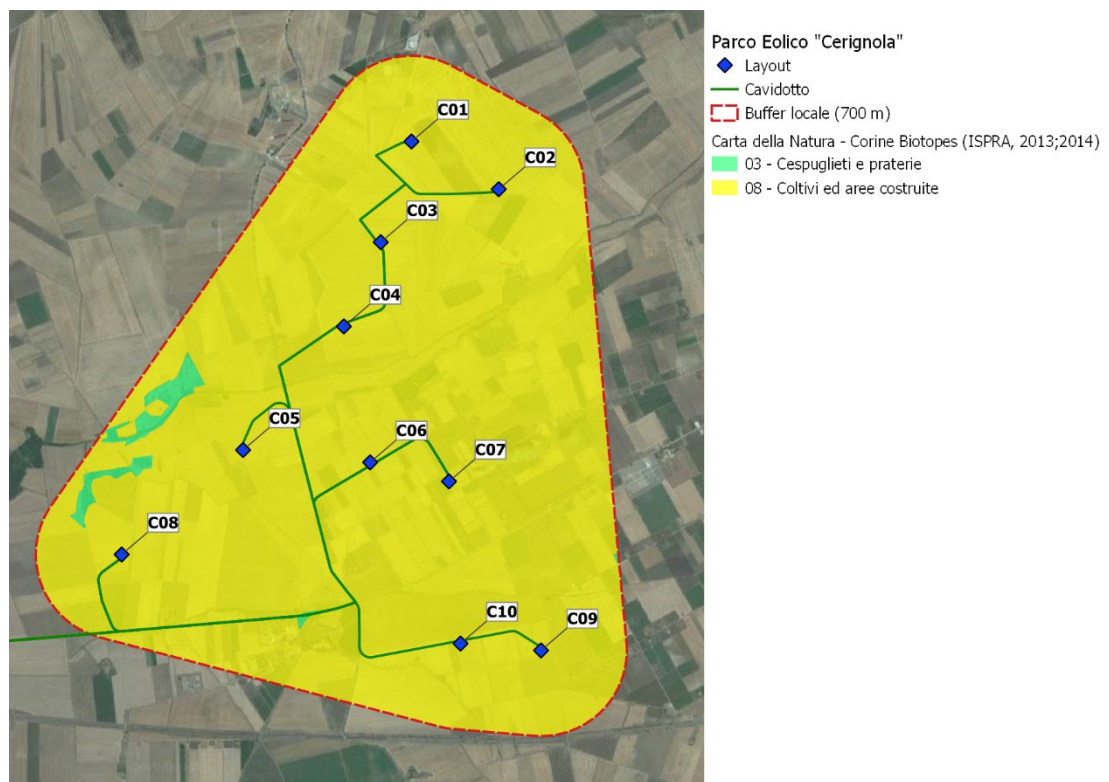 Parco Eolico "Cerignola"
Layout
Cavidotto
Buffer locale (700 m)
Carta della Natura - Corine Biotopes (ISPRA, 2013;2014)
03 - Cespuglieti e praterie
08 - Coltivi ed aree costruite
C01
C02
C03
C04
C05
C06
C07
C08
C10
C09